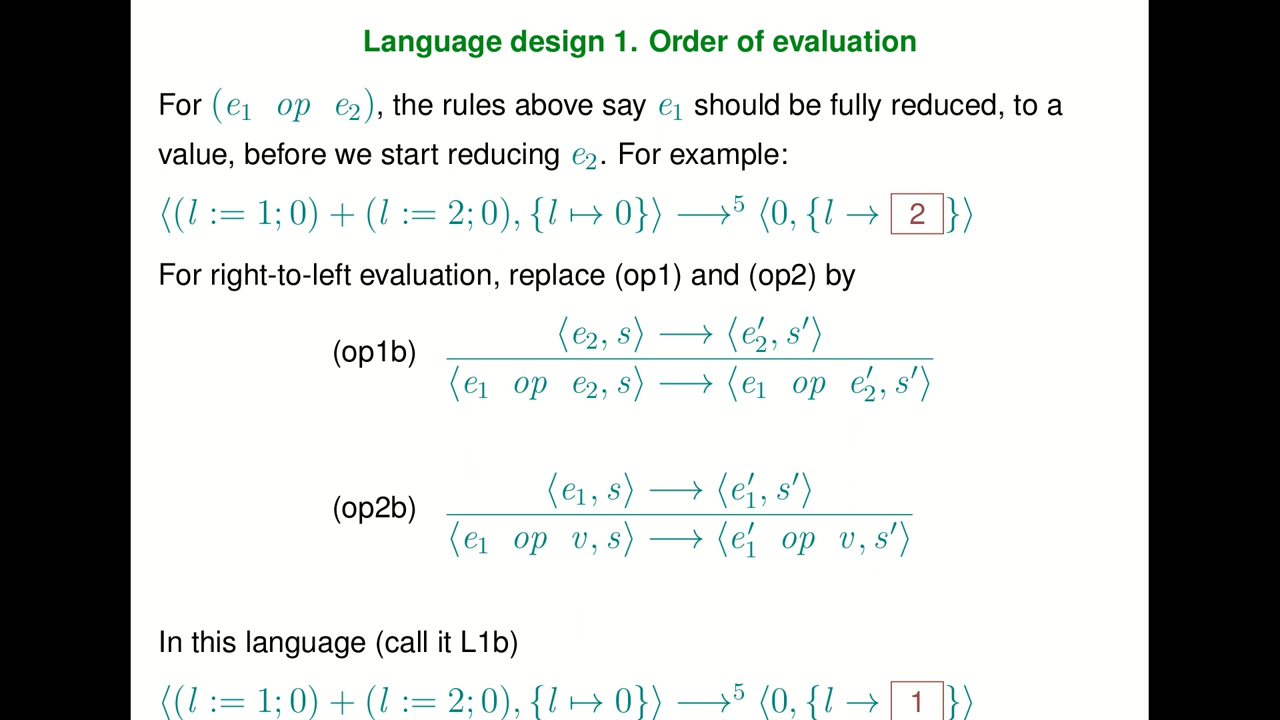 Language design 1. Order of evaluation
For (e₁ op e₂), the rules above say e₁ should be fully reduced, to a
value, before we start reducing e₂. For example:
⟨(l := 1; 0) + (l := 2; 0), {l ↦ 0}⟩ ⟶⁵ ⟨0, {l → 2 }⟩
For right-to-left evaluation, replace (op1) and (op2) by
⟨e₂, s⟩ ⟶ ⟨e₂′, s′⟩
(op1b)
⟨e₁ op e₂, s⟩ ⟶ ⟨e₁ op e₂′, s′⟩
⟨e₁, s⟩ ⟶ ⟨e₁′, s′⟩
(op2b)
⟨e₁ op v, s⟩ ⟶ ⟨e₁′ op v, s′⟩
In this language (call it L1b)
⟨(l := 1; 0) + (l := 2; 0), {l ↦ 0}⟩ ⟶⁵ ⟨0, {l → 1 }⟩